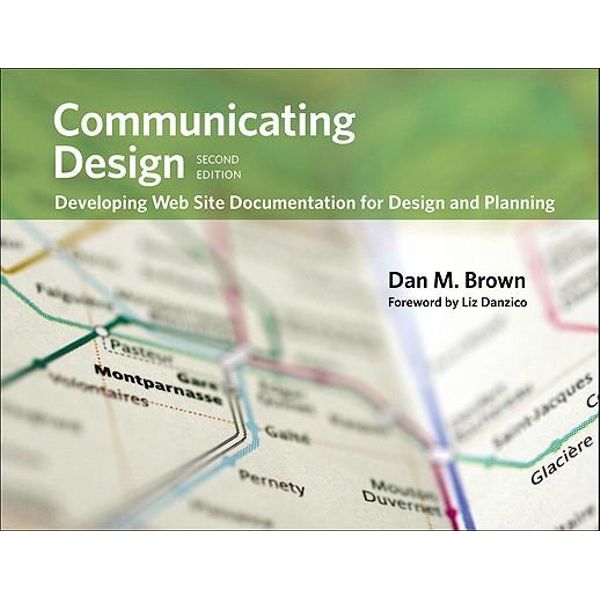 Communicating
Design SECOND
EDITION
Developing Web Site Documentation for Design and Planning
Dan M. Brown
Foreword by Liz Danzico
Pasteur
Gare
Montparnasse
Volontaires
Gaîté
Pernety
Mouton
Duvernet
Saint-Jacques
Glacière